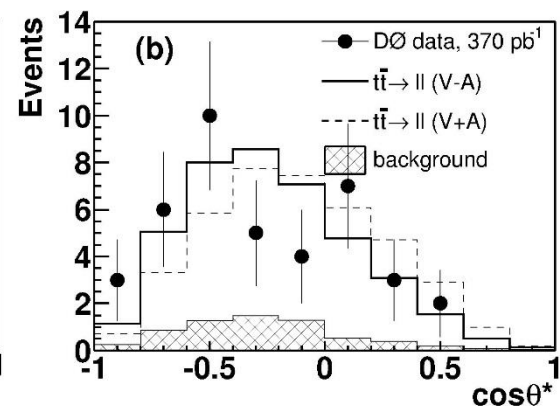 (b)
DØ data, 370 pb-1
tt̄→ ll (V-A)
tt̄→ ll (V+A)
background
Events
14
12
10
8
6
4
2
0
-1 -0.5 0 0.5 1
cosθ*